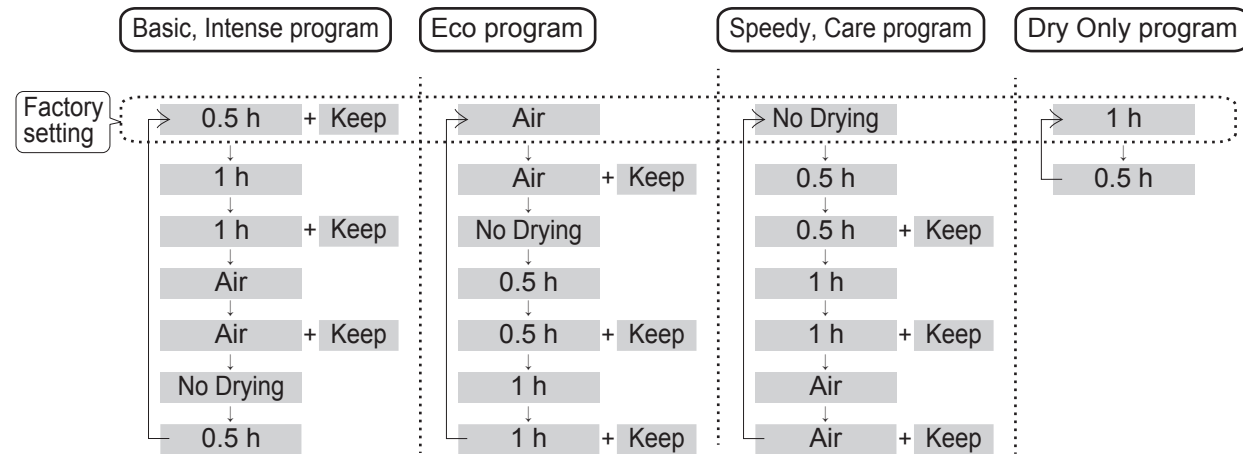 Basic, Intense program
Eco program
Speedy, Care program
Dry Only program
Factory
setting
0.5 h + Keep
Air
No Drying
1 h
1 h
Air + Keep
0.5 h
0.5 h
1 h + Keep
No Drying
0.5 h + Keep
Air
0.5 h
1 h
Air + Keep
0.5 h + Keep
1 h + Keep
No Drying
1 h
Air
0.5 h
1 h + Keep
Air + Keep